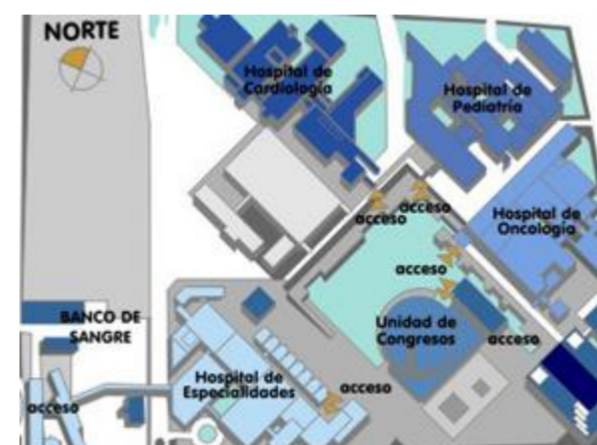 NORTE
Hospital de
Cardiología
Hospital de
Pediatría
acceso
acceso
Hospital de
Oncología
acceso
BANCO DE
SANGRE
Unidad de
Congresos
acceso
Hospital de
Especialidades
acceso
acceso